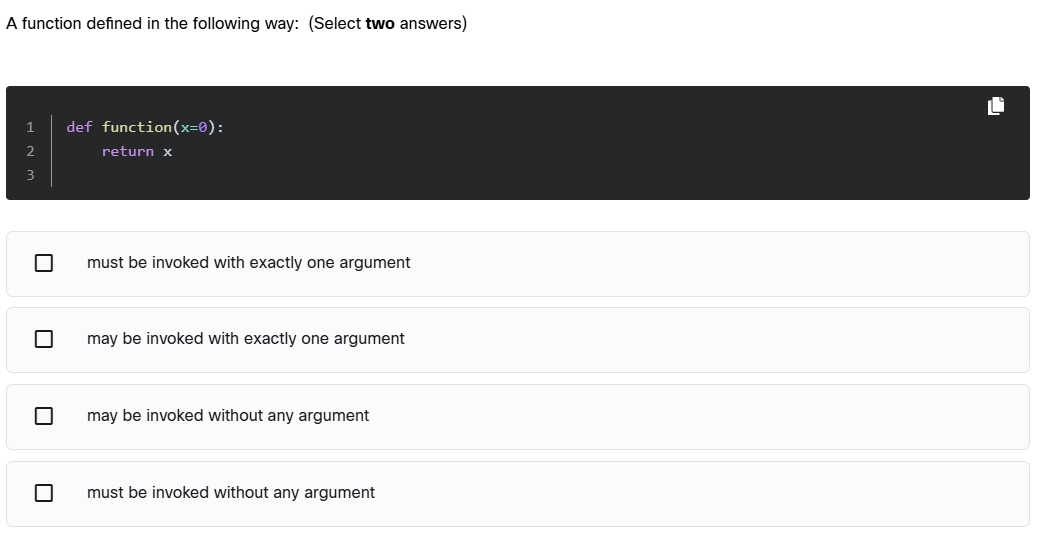 A function defined in the following way: (Select two answers)
1 def function(x=0):
2 return x
3
must be invoked with exactly one argument
may be invoked with exactly one argument
may be invoked without any argument
must be invoked without any argument